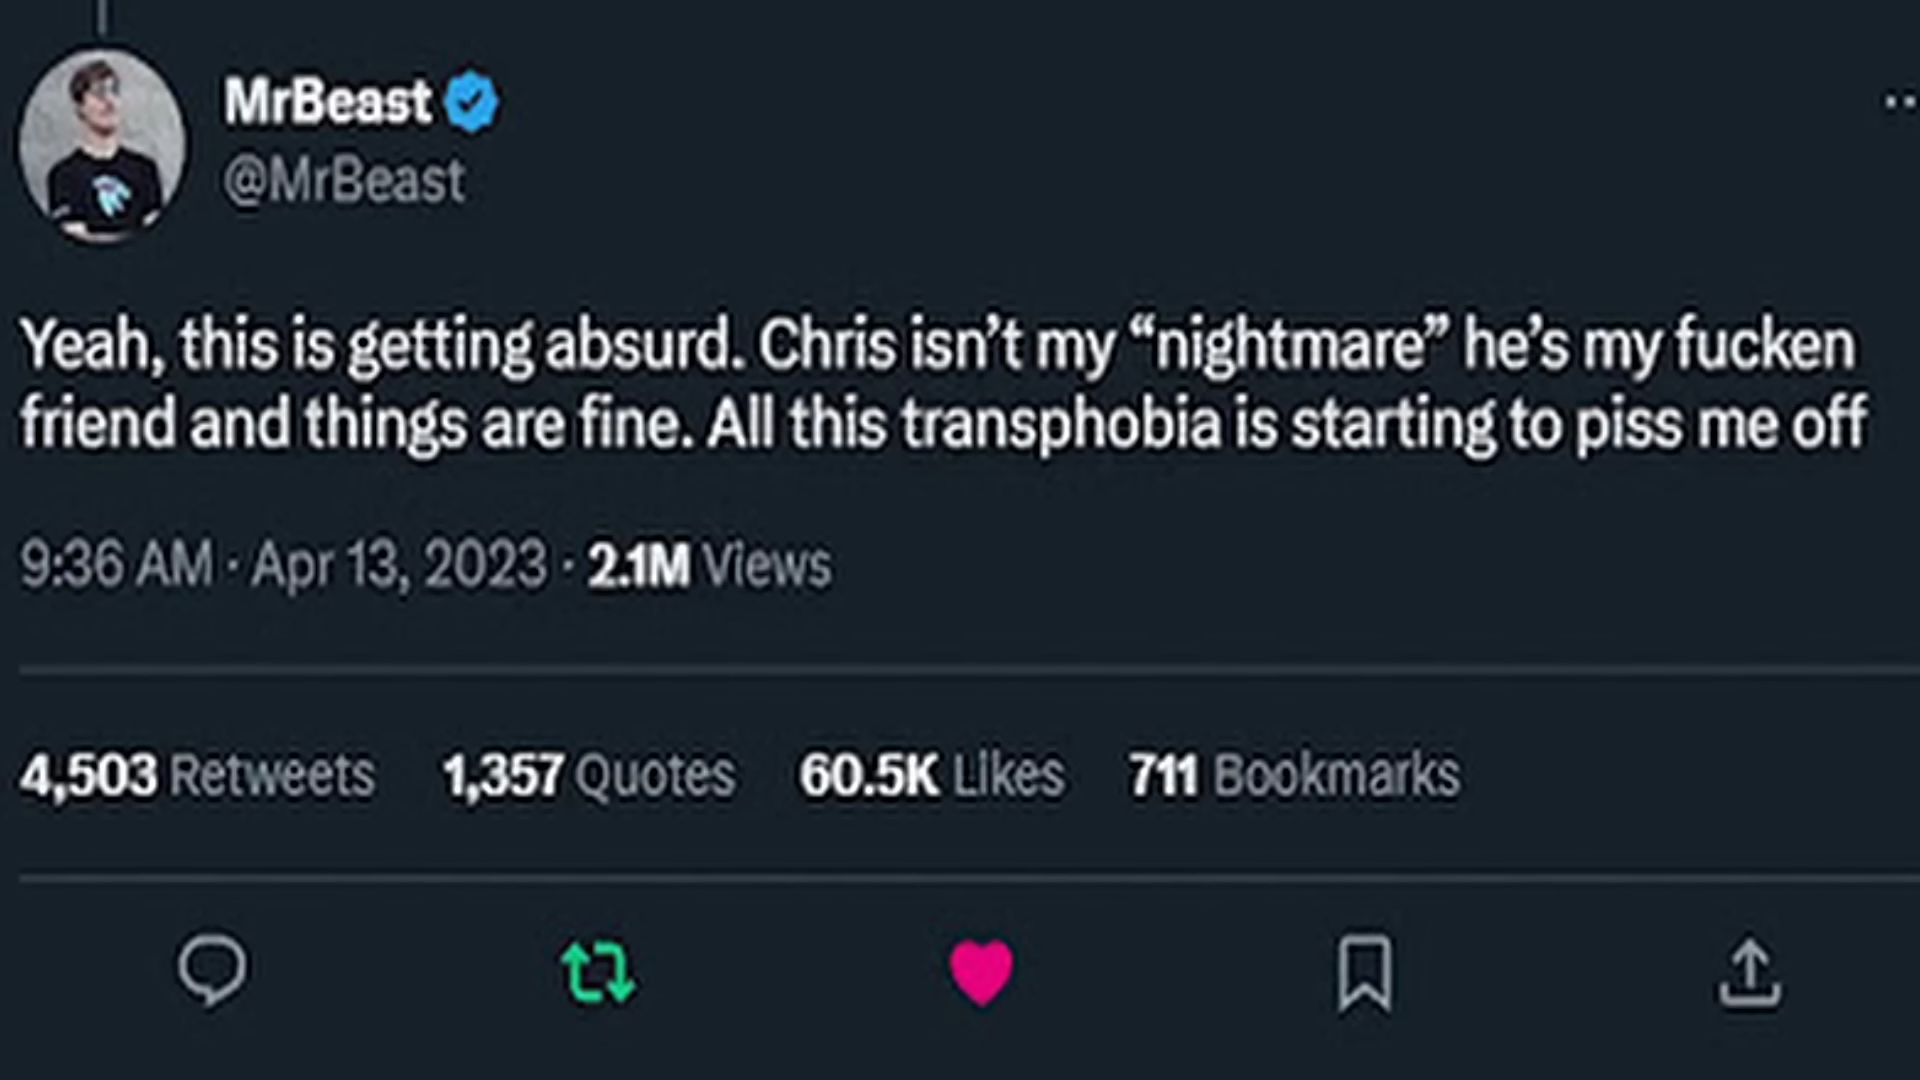 MrBeast
@MrBeast
Yeah, this is getting absurd. Chris isn’t my “nightmare” he’s my fucken
friend and things are fine. All this transphobia is starting to piss me off
9:36 AM · Apr 13, 2023 · 2.1M Views
4,503 Retweets 1,357 Quotes 60.5K Likes 711 Bookmarks